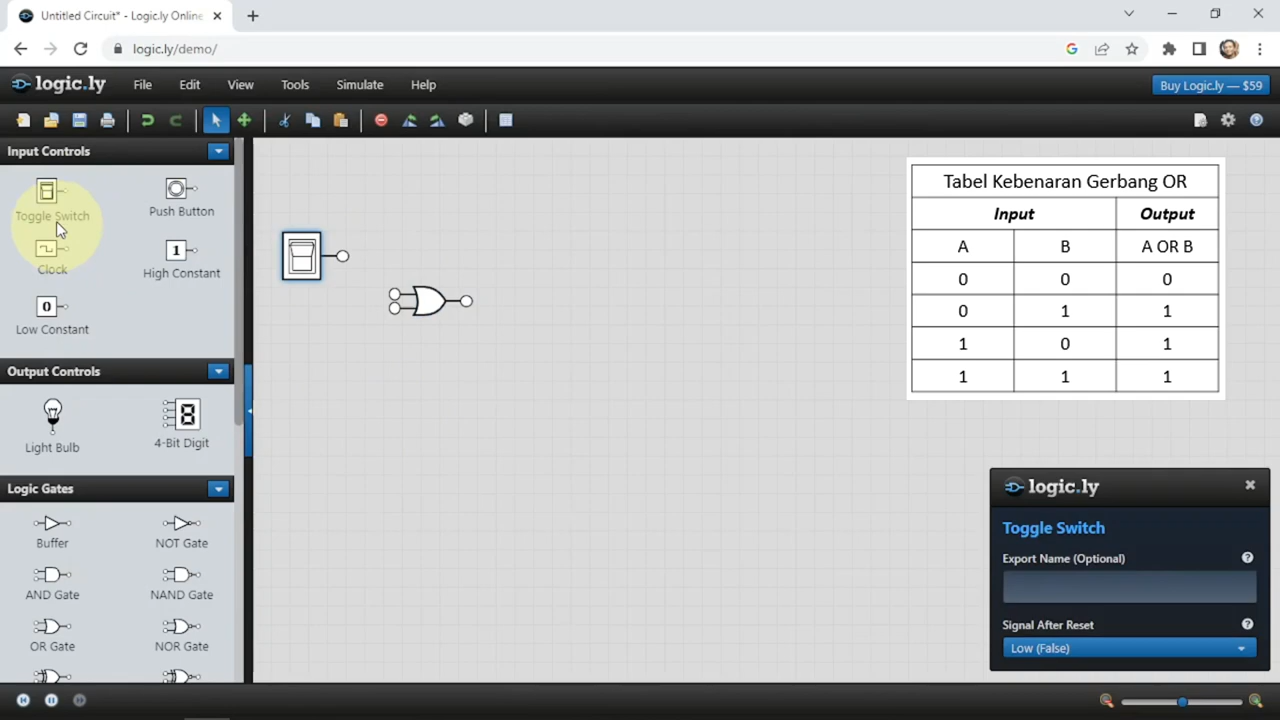 Untitled Circuit* - Logic.ly Online
logic.ly/demo/
logic.ly File Edit View Tools Simulate Help Buy Logic.ly — $59
Input Controls
Toggle Switch Push Button
Clock High Constant
1
0
Low Constant
Output Controls
Light Bulb 4-Bit Digit
Logic Gates
Buffer NOT Gate
AND Gate NAND Gate
OR Gate NOR Gate
Tabel Kebenaran Gerbang OR
Input Output
A B A OR B
0 0 0
0 1 1
1 0 1
1 1 1
logic.ly
Toggle Switch
Export Name (Optional)
Signal After Reset
Low (False)